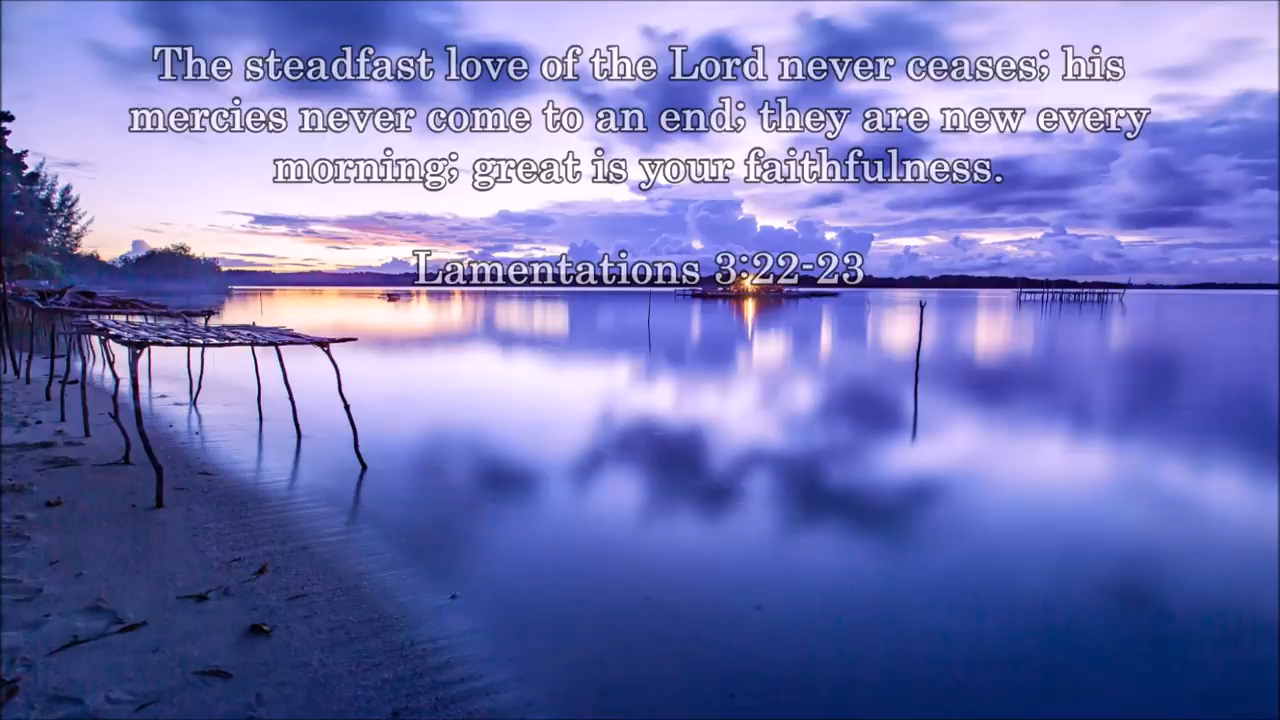 The steadfast love of the Lord never ceases; his
mercies never come to an end; they are new every
morning; great is your faithfulness.
Lamentations 3:22-23